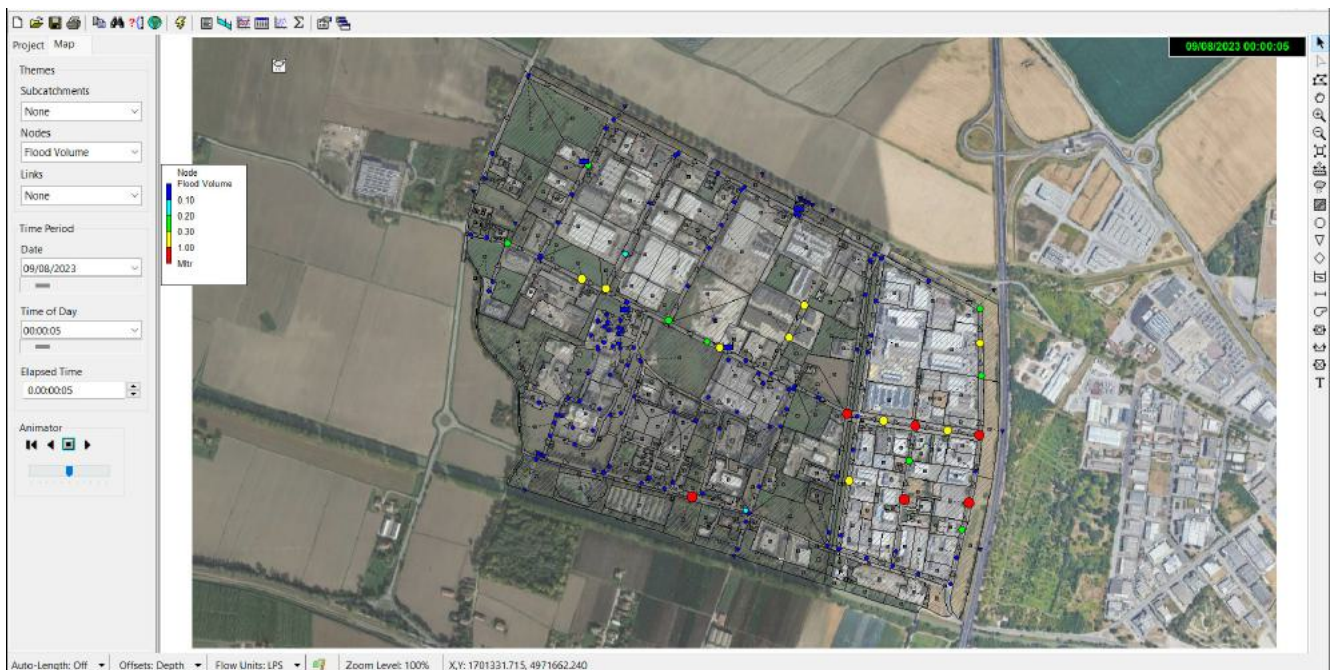 09/08/2023 00:00:05
Project Map
Themes
Subcatchments
None
Nodes
Flood Volume
Links
None
Time Period
Date
09/08/2023
Time of Day
00:00:05
Elapsed Time
0.00:00:05
Animator
Node
Flood Volume
0.10
0.20
0.30
1.00
Mltr
T
Auto-Length: Off Offsets: Depth Flow Units: LPS Zoom Level: 100% X,Y: 1701331.715, 4971662.240